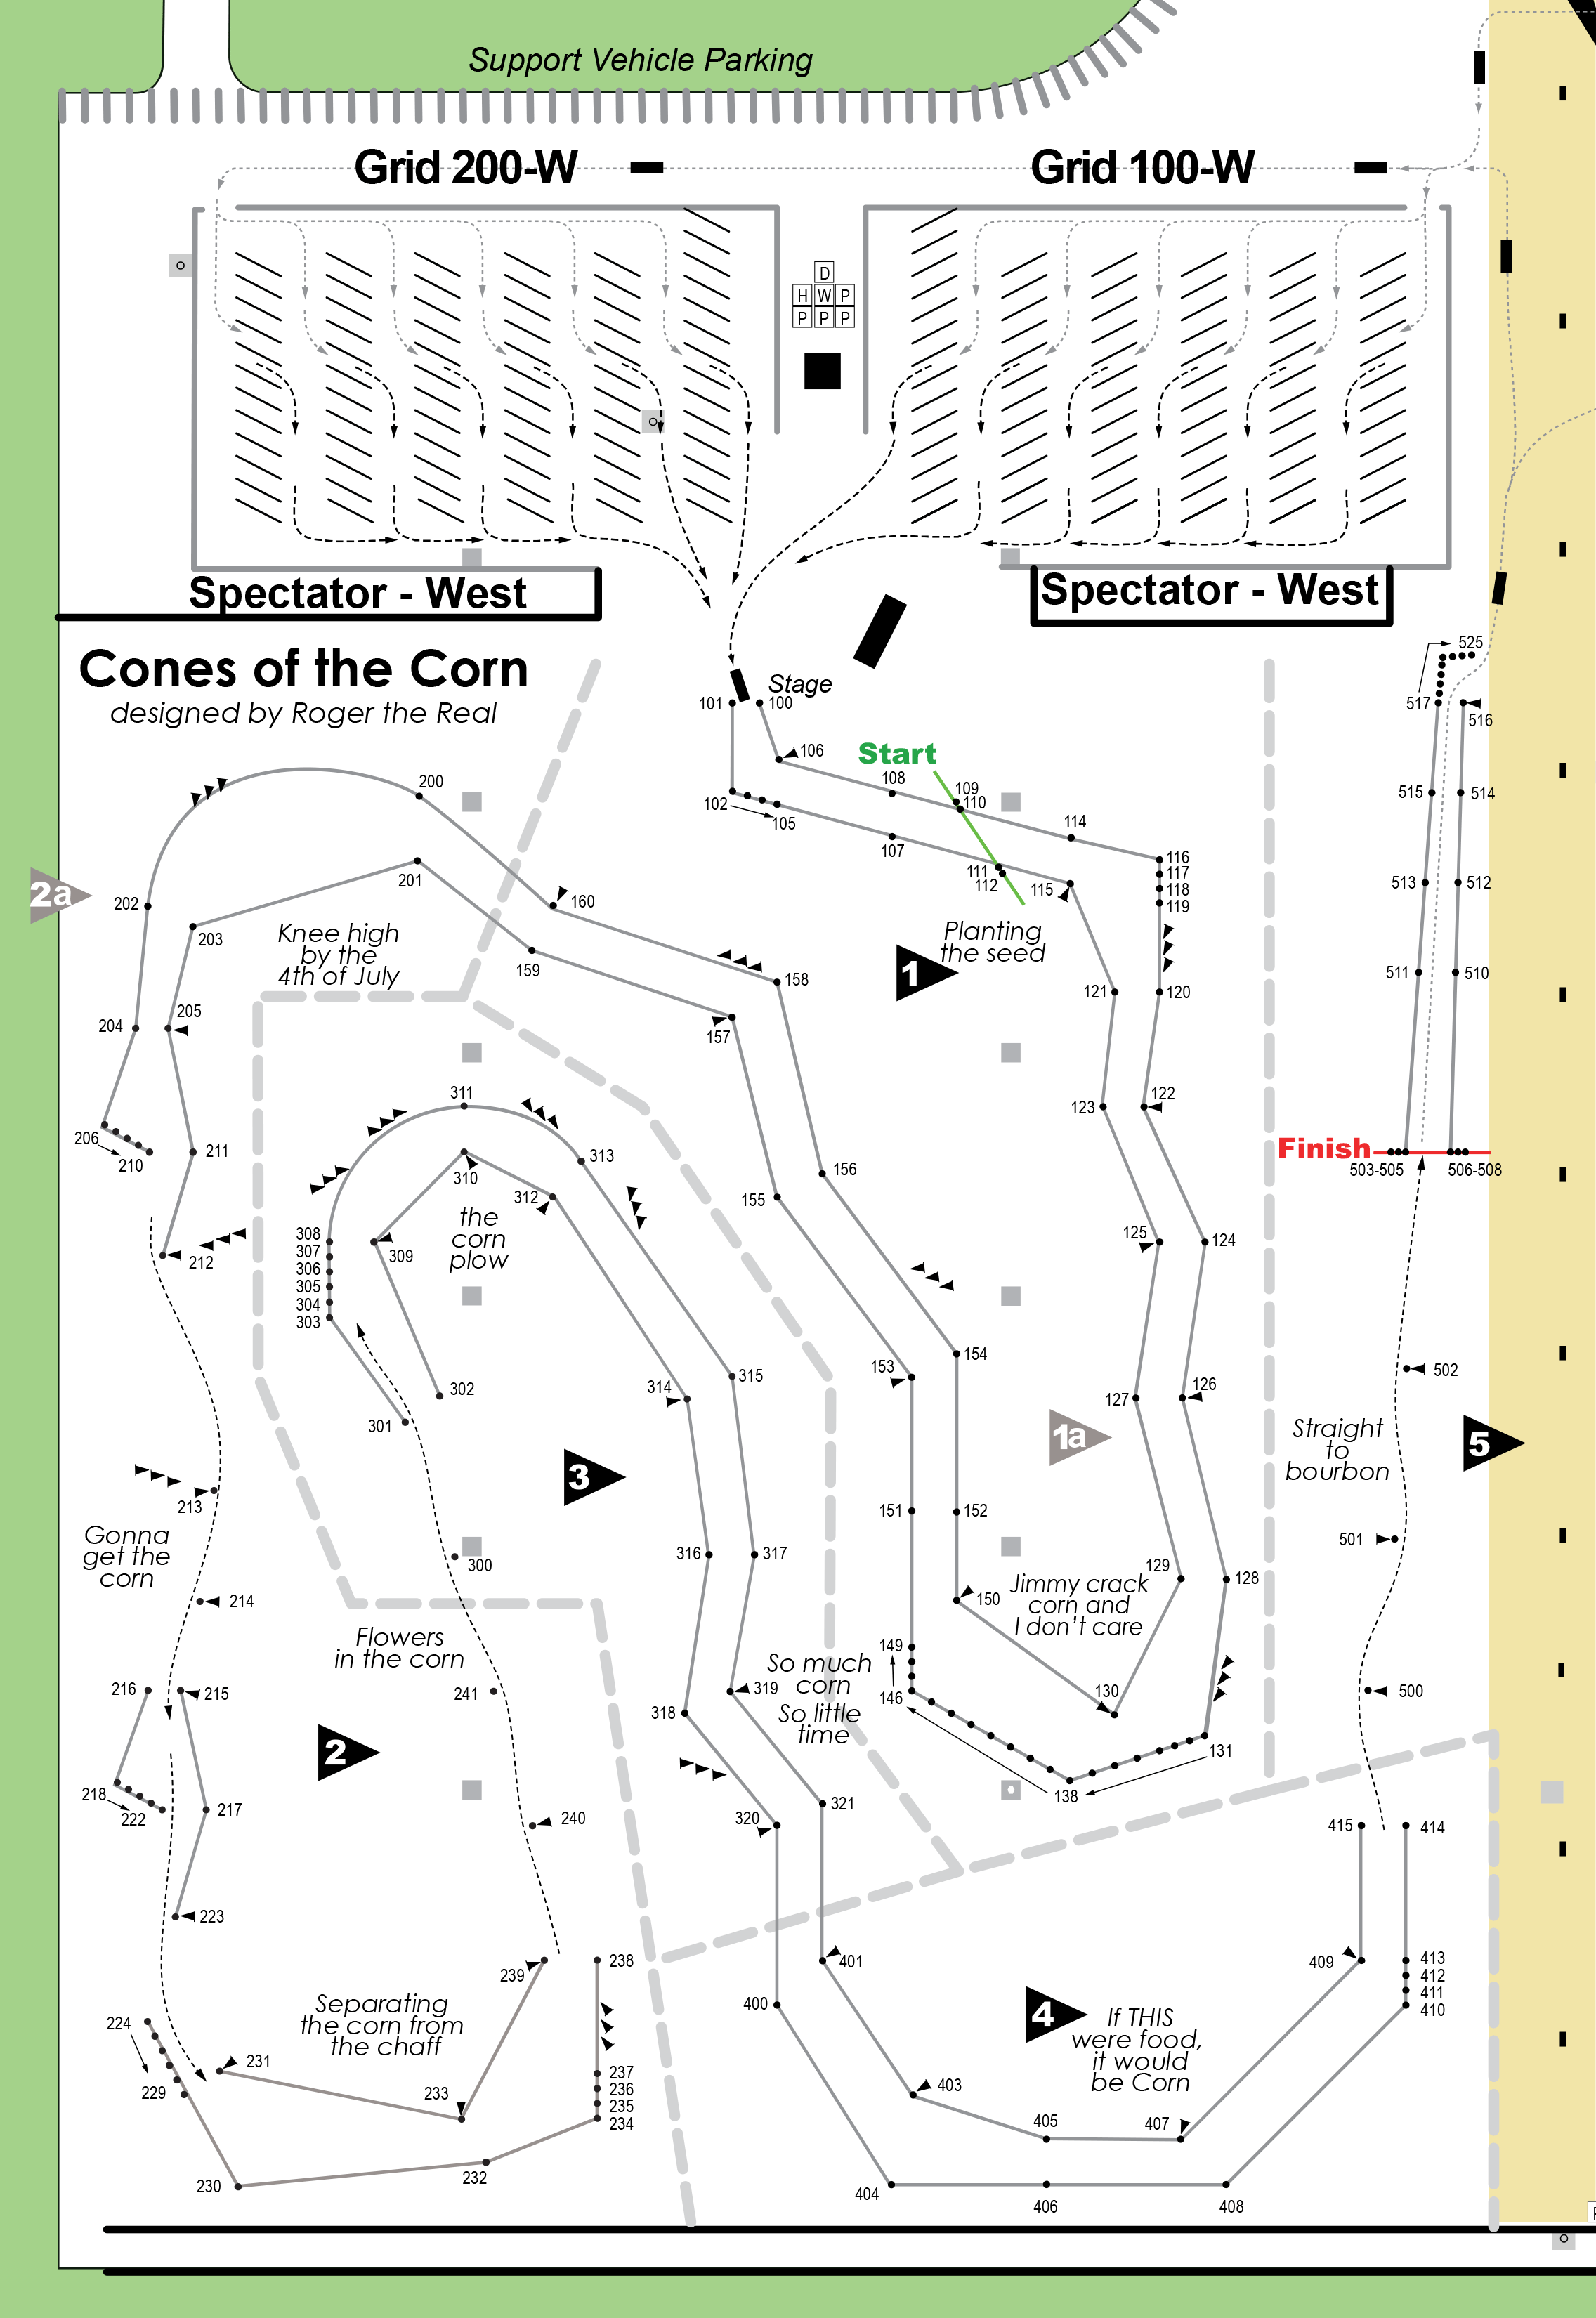 Support Vehicle Parking
Grid 200-W
Grid 100-W
D
H W P
P P P
Spectator - West
Spectator - West
Cones of the Corn
designed by Roger the Real
Stage
101
100
106
Start
108
109
110
102
105
107
114
111
112
115
116
117
118
119
Planting
the seed
1
121
120
123
122
125
124
127
126
1a
129
128
Jimmy crack
corn and
I don't care
130
131
138
146
149
150
151
152
153
154
155
156
157
158
159
160
So much
corn
So little
time
200
201
2a
202
203
Knee high
by the
4th of July
204
205
206
210
211
212
213
Gonna
get the
corn
214
216
215
218
222
217
223
2
224
229
231
230
Separating
the corn from
the chaff
233
232
239
238
237
236
235
234
240
241
Flowers
in the corn
300
301
302
303
304
305
306
307
308
309
310
311
312
313
the
corn
plow
3
314
315
316
317
318
319
320
321
400
401
4
If THIS
were food,
it would
be Corn
403
405
407
404
406
408
409
413
412
411
410
415
414
500
501
Straight
to
bourbon
5
502
Finish
503-505
506-508
511
510
513
512
515
514
517
516
525